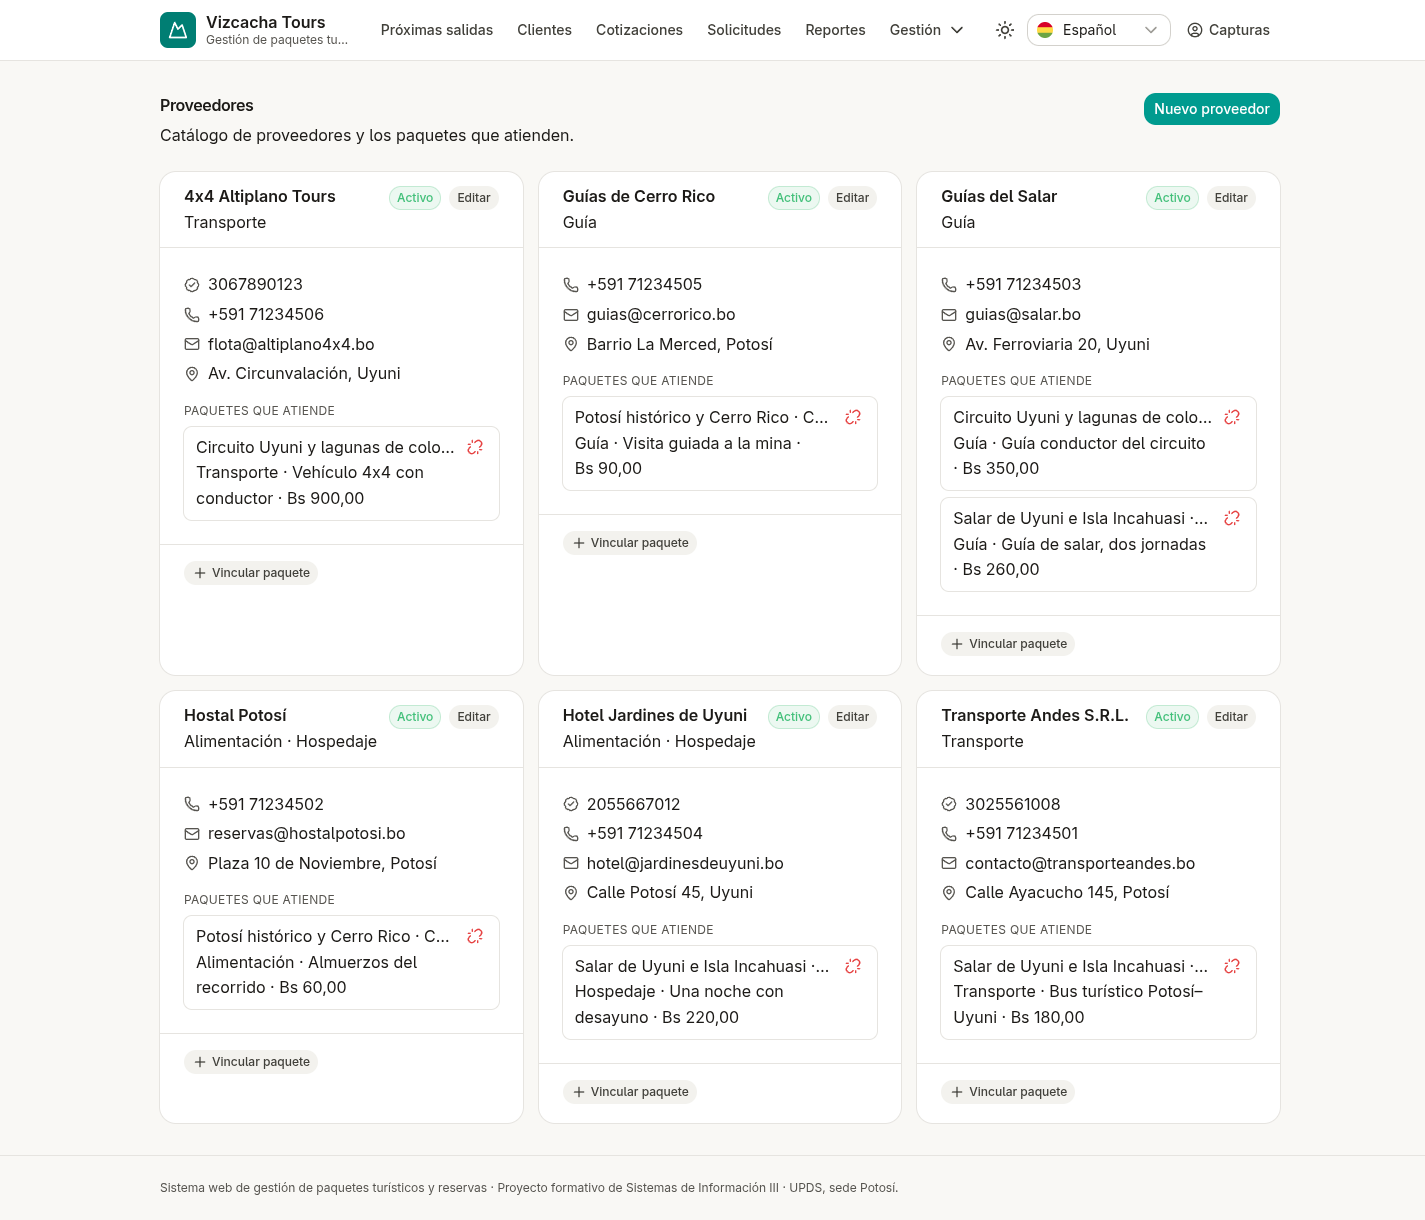 Vizcacha Tours
Gestión de paquetes tu...
Próximas salidas
Clientes
Cotizaciones
Solicitudes
Reportes
Gestión
Español
Capturas
Proveedores
Catálogo de proveedores y los paquetes que atienden.
Nuevo proveedor
4x4 Altiplano Tours
Activo
Editar
Transporte
3067890123
+591 71234506
flota@altiplano4x4.bo
Av. Circunvalación, Uyuni
PAQUETES QUE ATIENDE
Circuito Uyuni y lagunas de colo...
Transporte · Vehículo 4x4 con
conductor · Bs 900,00
Vincular paquete
Guías de Cerro Rico
Activo
Editar
Guía
+591 71234505
guias@cerrorico.bo
Barrio La Merced, Potosí
PAQUETES QUE ATIENDE
Potosí histórico y Cerro Rico · C...
Guía · Visita guiada a la mina ·
Bs 90,00
Vincular paquete
Guías del Salar
Activo
Editar
Guía
+591 71234503
guias@salar.bo
Av. Ferroviaria 20, Uyuni
PAQUETES QUE ATIENDE
Circuito Uyuni y lagunas de colo...
Guía · Guía conductor del circuito
· Bs 350,00
Salar de Uyuni e Isla Incahuasi ·...
Guía · Guía de salar, dos jornadas
· Bs 260,00
Vincular paquete
Hostal Potosí
Activo
Editar
Alimentación · Hospedaje
+591 71234502
reservas@hostalpotosi.bo
Plaza 10 de Noviembre, Potosí
PAQUETES QUE ATIENDE
Potosí histórico y Cerro Rico · C...
Alimentación · Almuerzos del
recorrido · Bs 60,00
Vincular paquete
Hotel Jardines de Uyuni
Activo
Editar
Alimentación · Hospedaje
2055667012
+591 71234504
hotel@jardinesdeuyuni.bo
Calle Potosí 45, Uyuni
PAQUETES QUE ATIENDE
Salar de Uyuni e Isla Incahuasi ·...
Hospedaje · Una noche con
desayuno · Bs 220,00
Vincular paquete
Transporte Andes S.R.L.
Activo
Editar
Transporte
3025561008
+591 71234501
contacto@transporteandes.bo
Calle Ayacucho 145, Potosí
PAQUETES QUE ATIENDE
Salar de Uyuni e Isla Incahuasi ·...
Transporte · Bus turístico Potosí–
Uyuni · Bs 180,00
Vincular paquete
Sistema web de gestión de paquetes turísticos y reservas · Proyecto formativo de Sistemas de Información III · UPDS, sede Potosí.